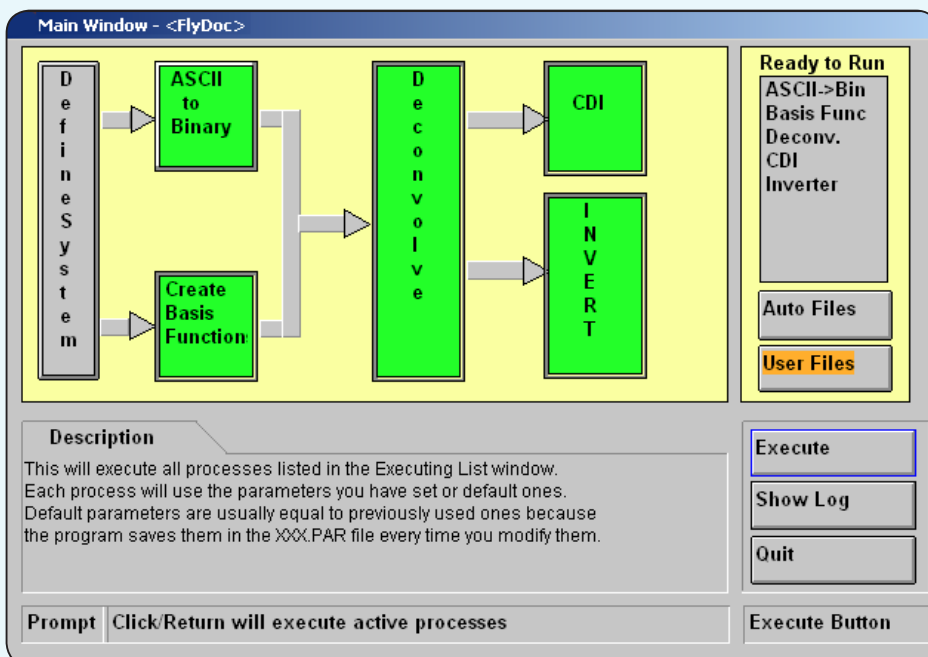 Main Window - <FlyDoc>
DefineSystem
ASCII
to
Binary
Create
Basis
Function
Deconvolve
CDI
INVERT
Ready to Run
ASCII->Bin
Basis Func
Deconv.
CDI
Inverter
Auto Files
User Files
Description
This will execute all processes listed in the Executing List window.
Each process will use the parameters you have set or default ones.
Default parameters are usually equal to previously used ones because
the program saves them in the XXX.PAR file every time you modify them.
Execute
Show Log
Quit
Prompt Click/Return will execute active processes
Execute Button